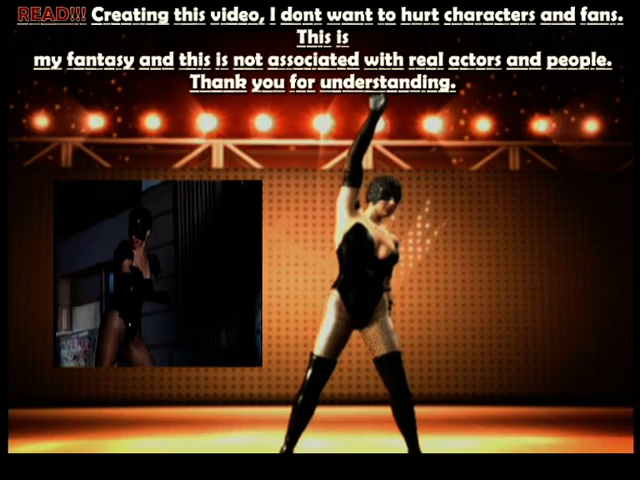 READ!!! Creating this video, I dont want to hurt characters and fans.
This is
my fantasy and this is not associated with real actors and people.
Thank you for understanding.